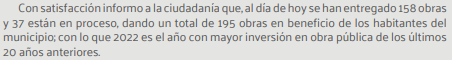 Con satisfacción informo a la ciudadanía que, al día de hoy se han entregado 158 obras
y 37 están en proceso, dando un total de 195 obras en beneficio de los habitantes del
municipio; con lo que 2022 es el año con mayor inversión en obra pública de los últimos
20 años anteriores.